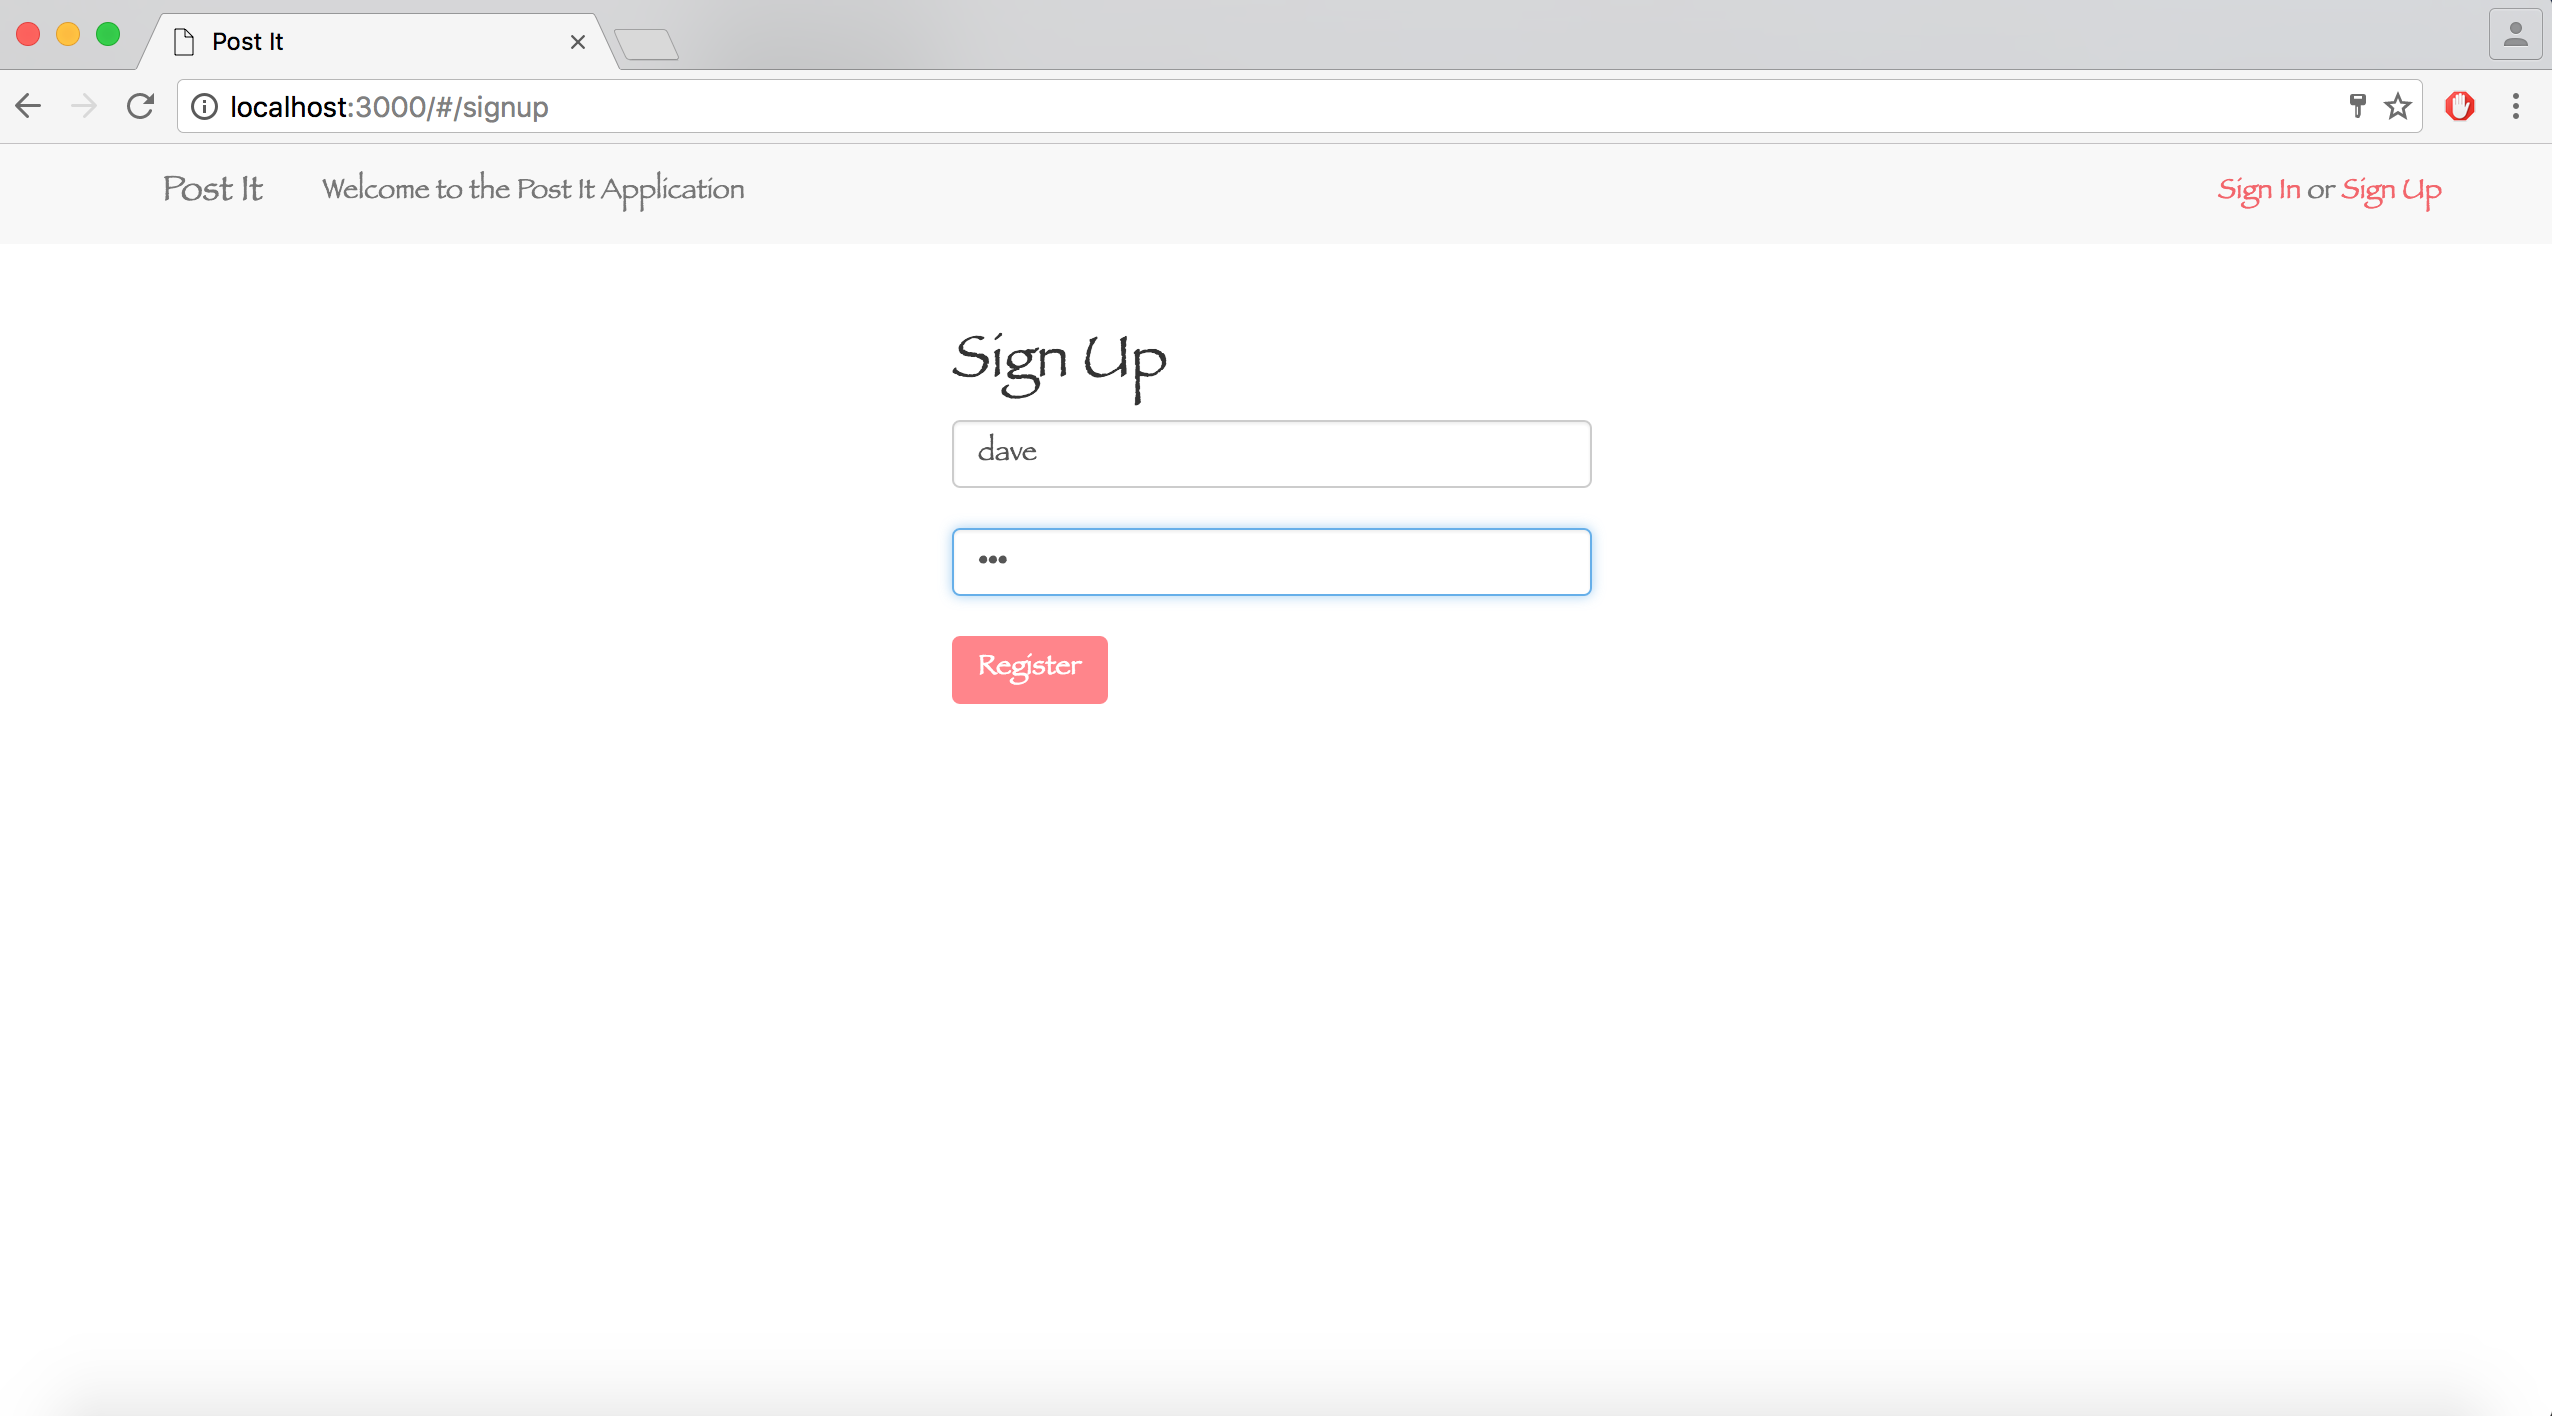 Post It
localhost:3000/#/signup
Post It Welcome to the Post It Application Sign In or Sign Up
Sign Up
dave
•••
Register